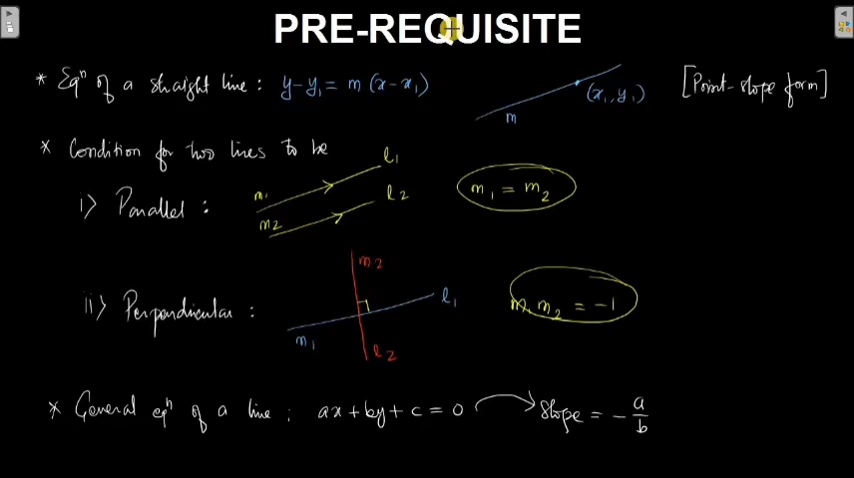 PRE-REQUISITE
* Eqⁿ of a straight line : y-y₁ = m (x-x₁) (x₁, y₁) [Point-slope form]
m
* Condition for two lines to be
i) Parallel : m₁ m₂ l₁ l₂ m₁ = m₂
ii) Perpendicular : m₁ m₂ l₁ l₂ m₁ m₂ = -1
* General eqⁿ of a line : ax+by+c=0 Slope = -a/b